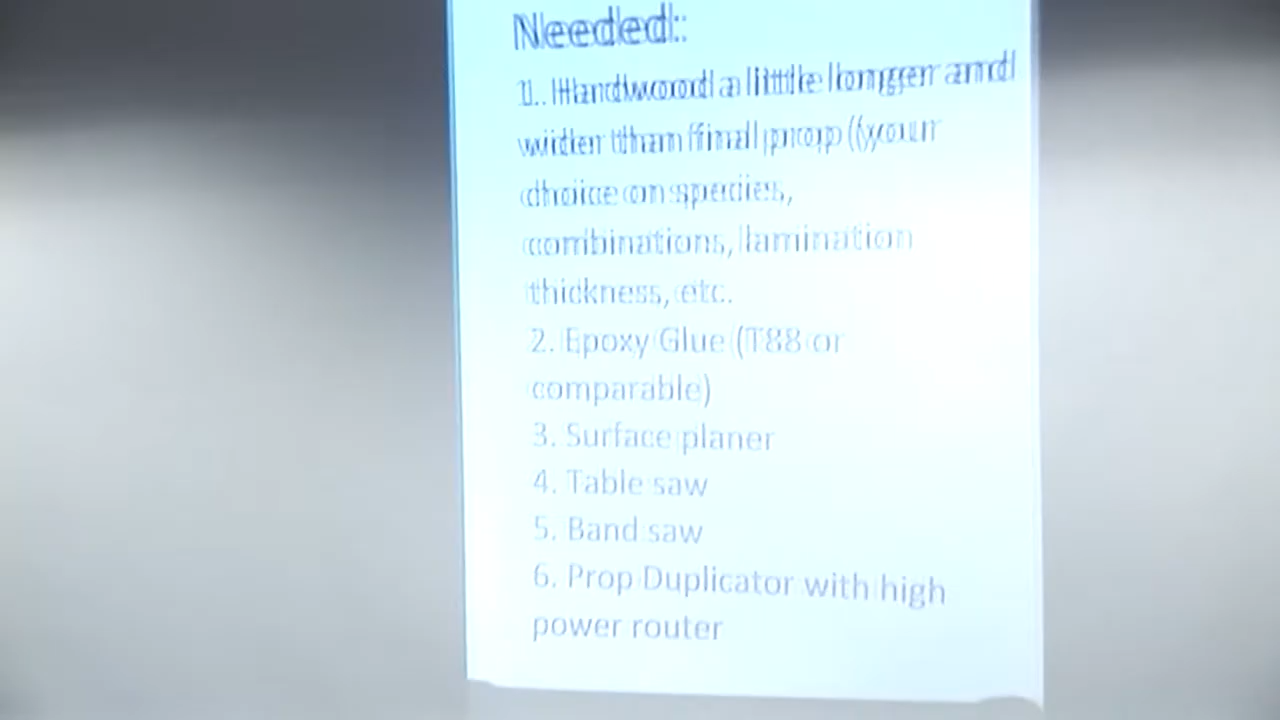 Needed:
1. Hardwood a little longer and
wider than final prop (your
choice on species,
combinations, lamination
thickness, etc.
2. Epoxy Glue (T88 or
comparable)
3. Surface planer
4. Table saw
5. Band saw
6. Prop Duplicator with high
power router